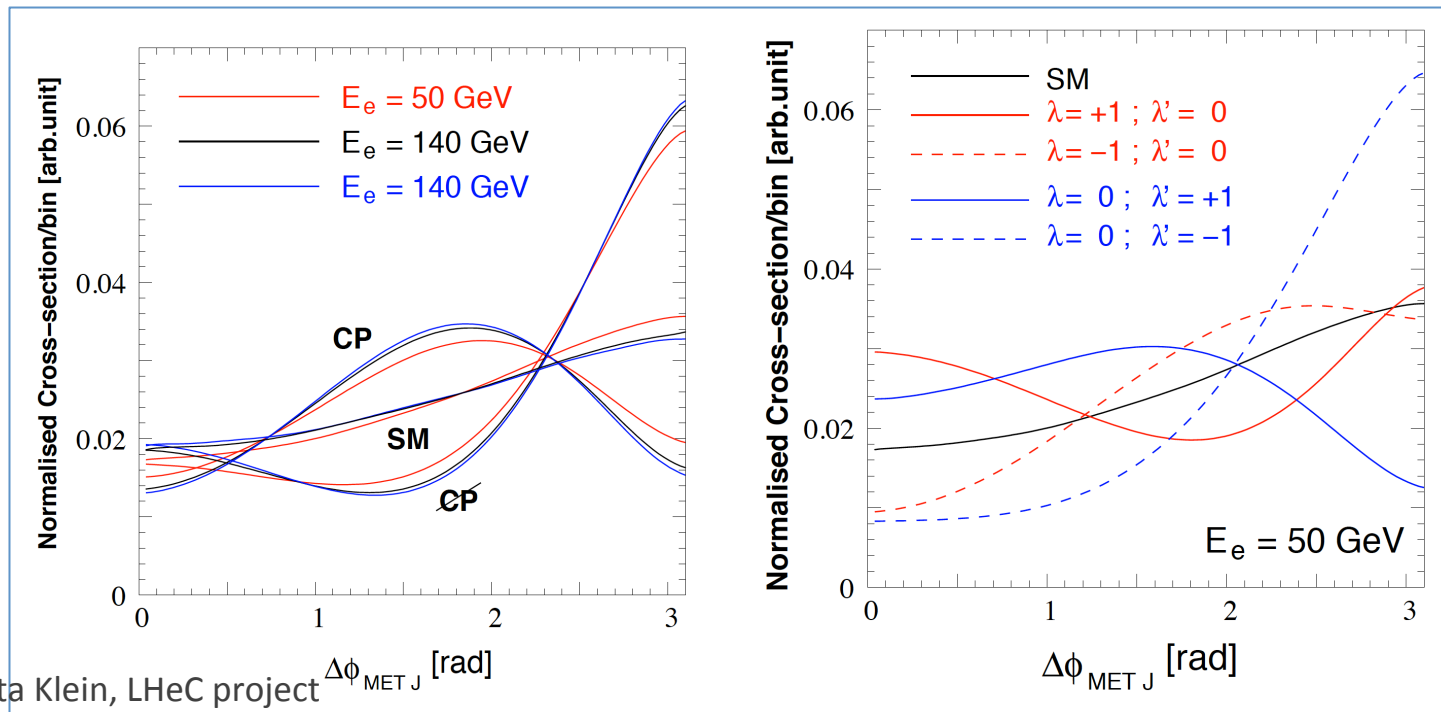 Normalised Cross−section/bin [arb.unit]
0.06
0.04
0.02
0
E_e = 50 GeV
E_e = 140 GeV
E_e = 140 GeV
CP
SM
CP
0 1 2 3
Δϕ_MET J [rad]
Normalised Cross−section/bin [arb.unit]
0.06
0.04
0.02
0
SM
λ= +1 ; λ' = 0
λ= −1 ; λ' = 0
λ= 0 ; λ' = +1
λ= 0 ; λ' = −1
E_e = 50 GeV
0 1 2 3
Δϕ_MET J [rad]
Klein, LHeC project